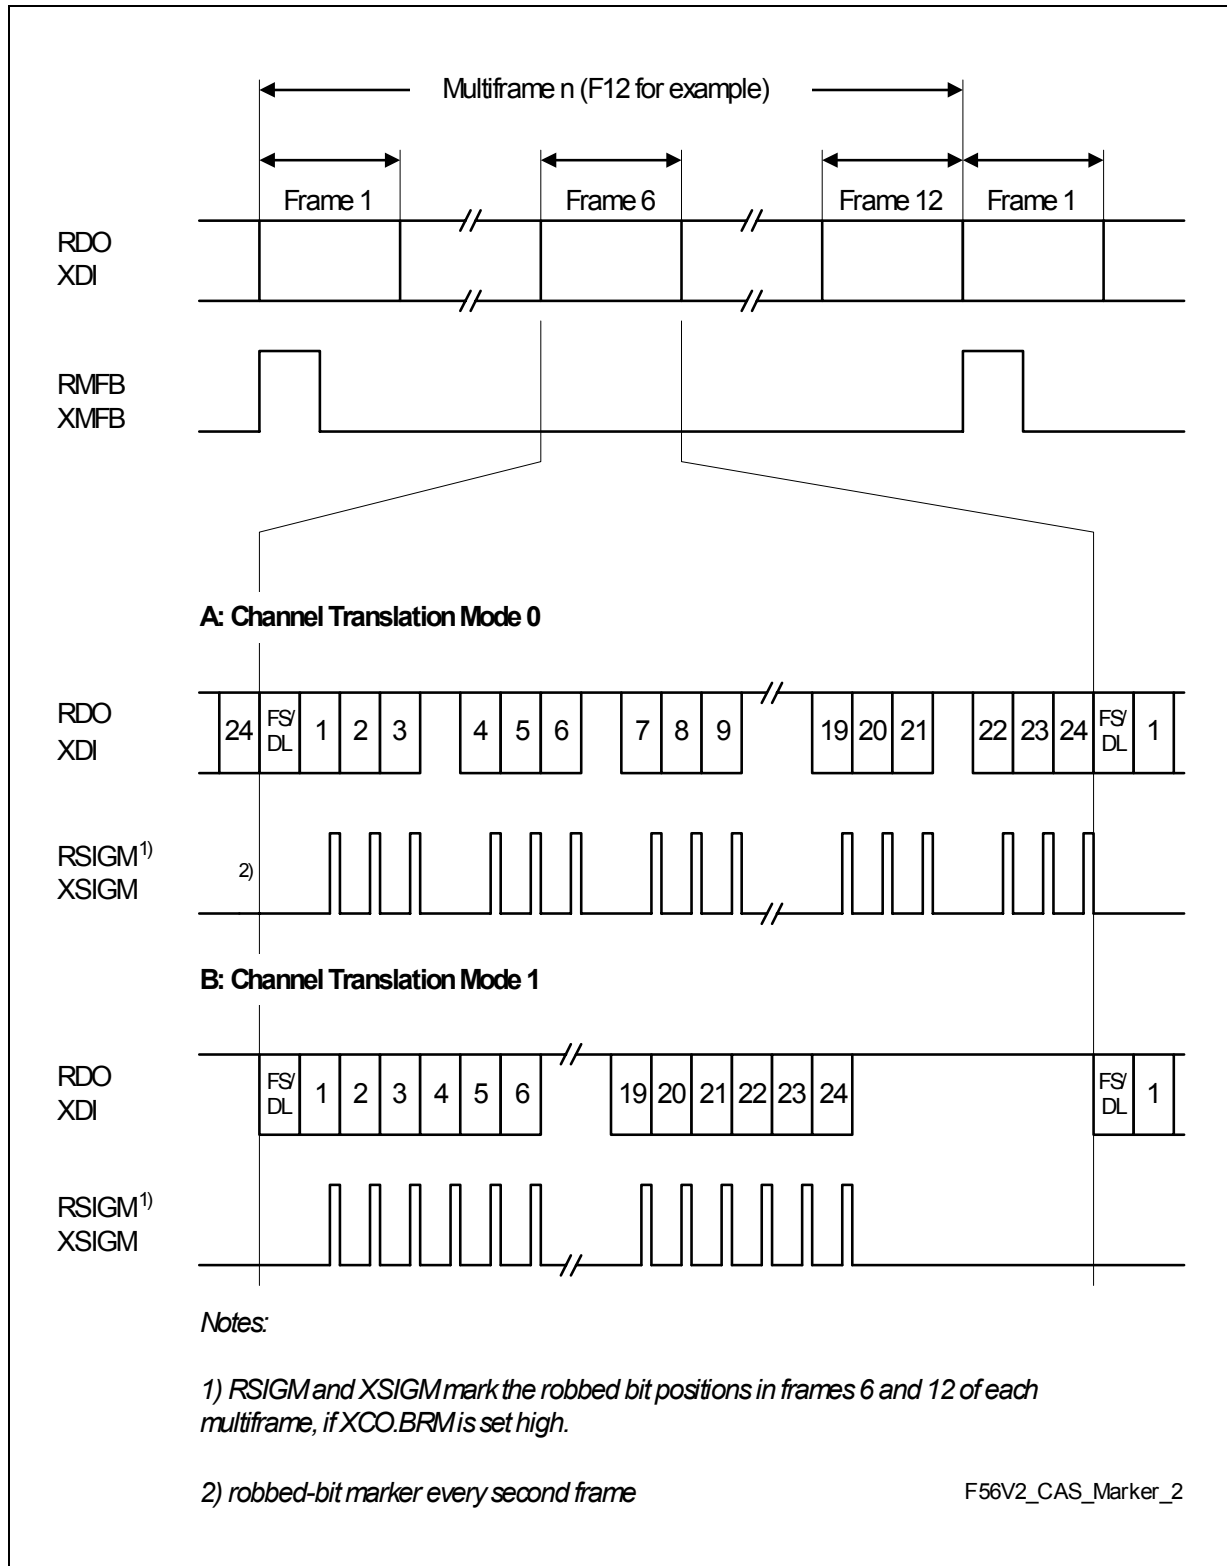 Multiframe n (F12 for example)
Frame 1 Frame 6 Frame 12 Frame 1
RDO
XDI
RMFB
XMFB
A: Channel Translation Mode 0
RDO
XDI
24 FS/DL 1 2 3 4 5 6 7 8 9 19 20 21 22 23 24 FS/DL 1
RSIGM1)
XSIGM
2)
B: Channel Translation Mode 1
RDO
XDI
FS/DL 1 2 3 4 5 6 19 20 21 22 23 24 FS/DL 1
RSIGM1)
XSIGM
Notes:
1) RSIGM and XSIGM mark the robbed bit positions in frames 6 and 12 of each
multiframe, if XCO.BRM is set high.
2) robbed-bit marker every second frame
F56V2_CAS_Marker_2